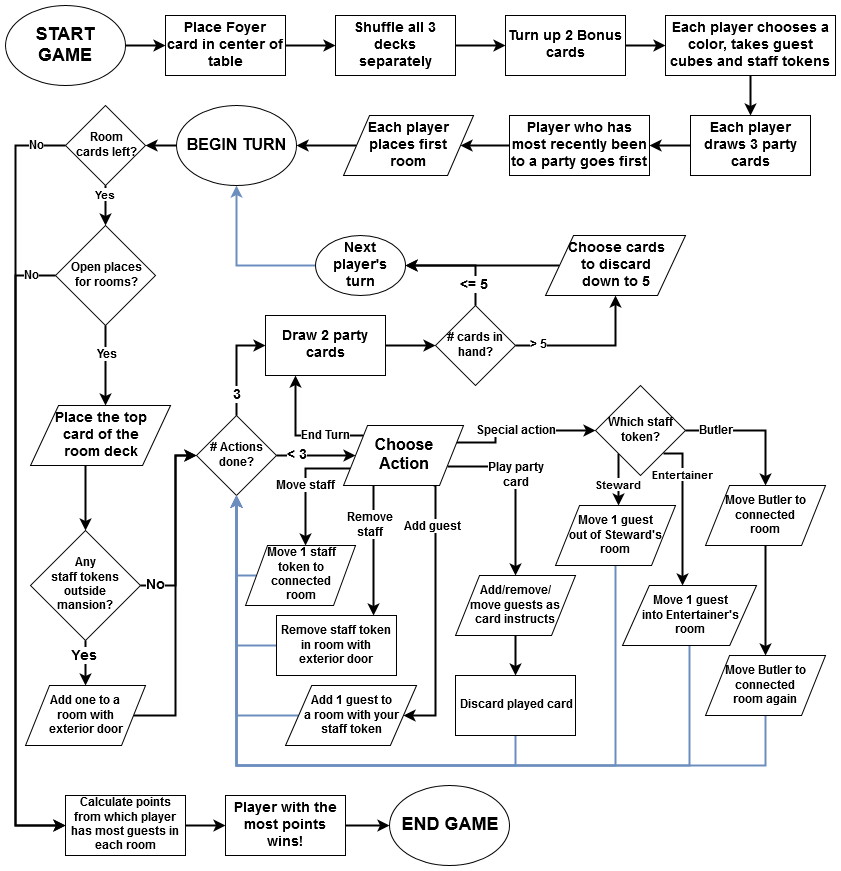 START
GAME
Place Foyer
card in center of
table
Shuffle all 3
decks
separately
Turn up 2 Bonus
cards
Each player chooses a
color, takes guest
cubes and staff tokens
Each player
draws 3 party
cards
Player who has
most recently been
to a party goes first
Each player
places first
room
BEGIN TURN
Room
cards left?
No
Yes
Open places
for rooms?
No
Yes
Place the top
card of the
room deck
Any
staff tokens
outside
mansion?
No
Yes
Add one to a
room with
exterior door
# Actions
done?
3
< 3
Draw 2 party
cards
# cards in
hand?
<= 5
> 5
Choose cards
to discard
down to 5
Next
player's
turn
Choose
Action
End Turn
Move staff
Move 1 staff
token to
connected
room
Remove
staff
Remove staff token
in room with
exterior door
Add guest
Add 1 guest to
a room with your
staff token
Play party
card
Add/remove/
move guests as
card instructs
Discard played card
Special action
Which staff
token?
Steward
Move 1 guest
out of Steward's
room
Entertainer
Move 1 guest
into Entertainer's
room
Butler
Move Butler to
connected
room
Move Butler to
connected
room again
Calculate points
from which player
has most guests in
each room
Player with the
most points
wins!
END GAME